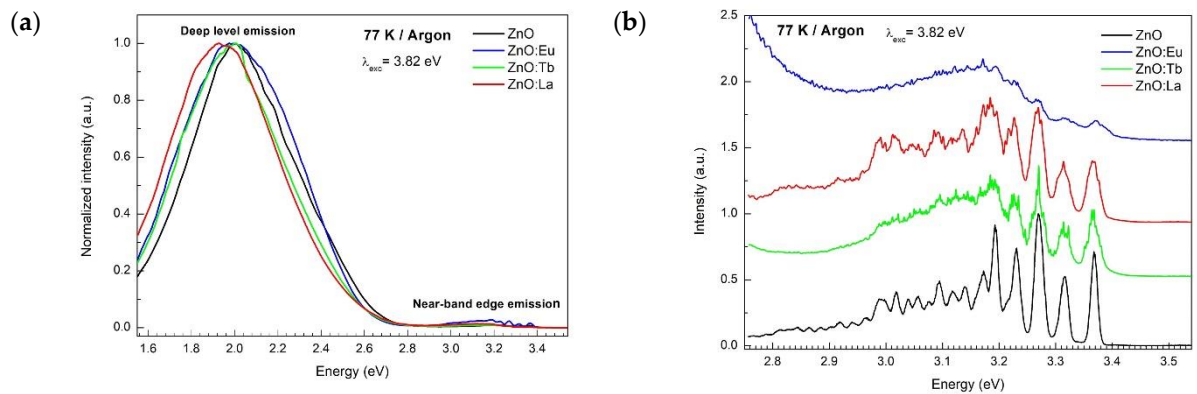 (a)
Deep level emission
77 K / Argon
λexc= 3.82 eV
ZnO
ZnO:Eu
ZnO:Tb
ZnO:La
Near-band edge emission
Normalized intensity (a.u.)
1.0
0.8
0.6
0.4
0.2
0.0
1.6 1.8 2.0 2.2 2.4 2.6 2.8 3.0 3.2 3.4
Energy (eV)
(b)
77 K / Argon
λexc= 3.82 eV
ZnO
ZnO:Eu
ZnO:Tb
ZnO:La
Intensity (a.u.)
2.5
2.0
1.5
1.0
0.5
0.0
2.8 2.9 3.0 3.1 3.2 3.3 3.4 3.5
Energy (eV)